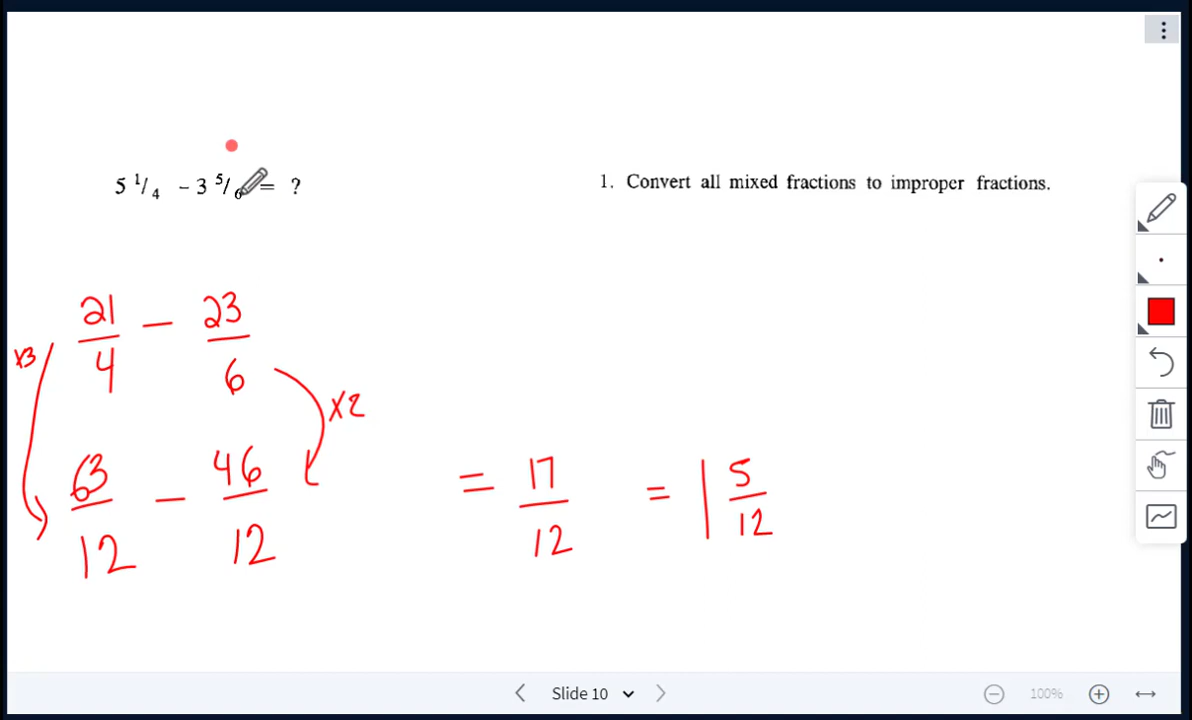 5 1/4 - 3 5/6 = ?
1. Convert all mixed fractions to improper fractions.
21/4 - 23/6
x3
x2
63/12 - 46/12 = 17/12 = 1 5/12
Slide 10
100%